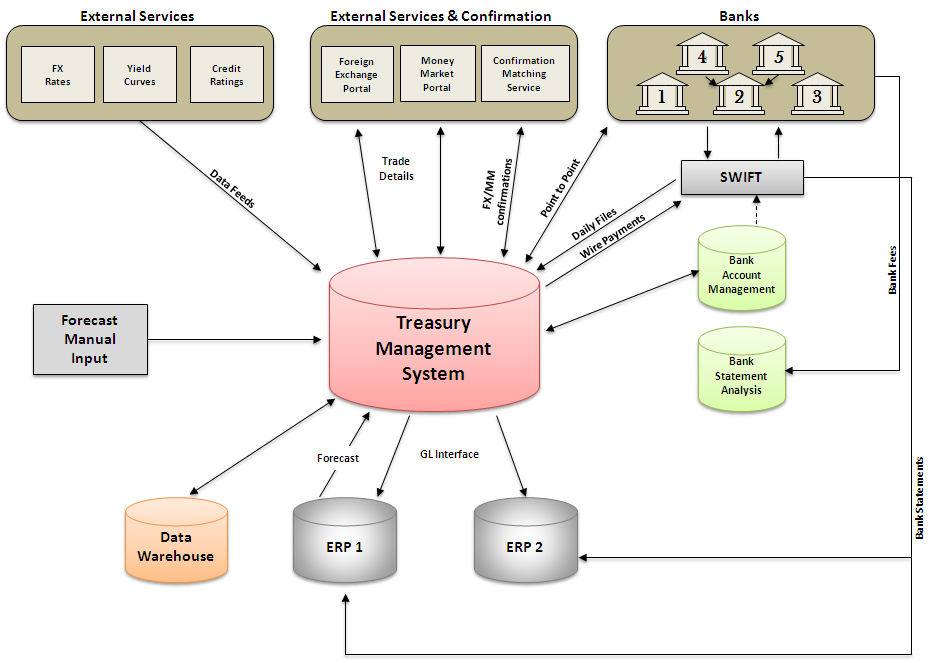 External Services
External Services & Confirmation
Banks
FX
Rates
Yield
Curves
Credit
Ratings
Foreign
Exchange
Portal
Money
Market
Portal
Confirmation
Matching
Service
4
5
1
2
3
Data Feeds
Trade
Details
FX/MM
confirmations
Point to Point
SWIFT
Daily Files
Wire Payments
Bank
Account
Management
Bank Fees
Forecast
Manual
Input
Treasury
Management
System
Bank
Statement
Analysis
Forecast
GL Interface
Bank Statements
Data
Warehouse
ERP 1
ERP 2